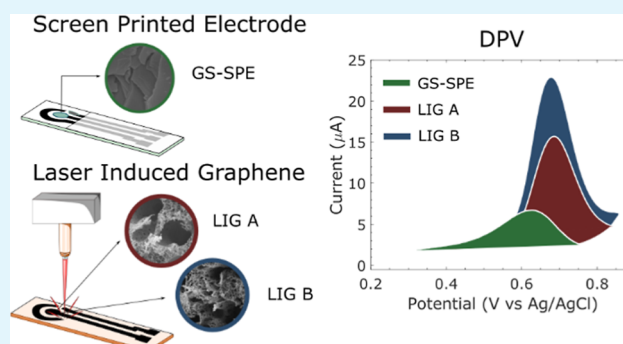 Screen Printed Electrode
GS-SPE
Laser Induced Graphene
LIG A
LIG B
DPV
GS-SPE
LIG A
LIG B
Current (μA)
25
20
15
10
5
0
0.2
0.4
0.6
0.8
Potential (V vs Ag/AgCl)